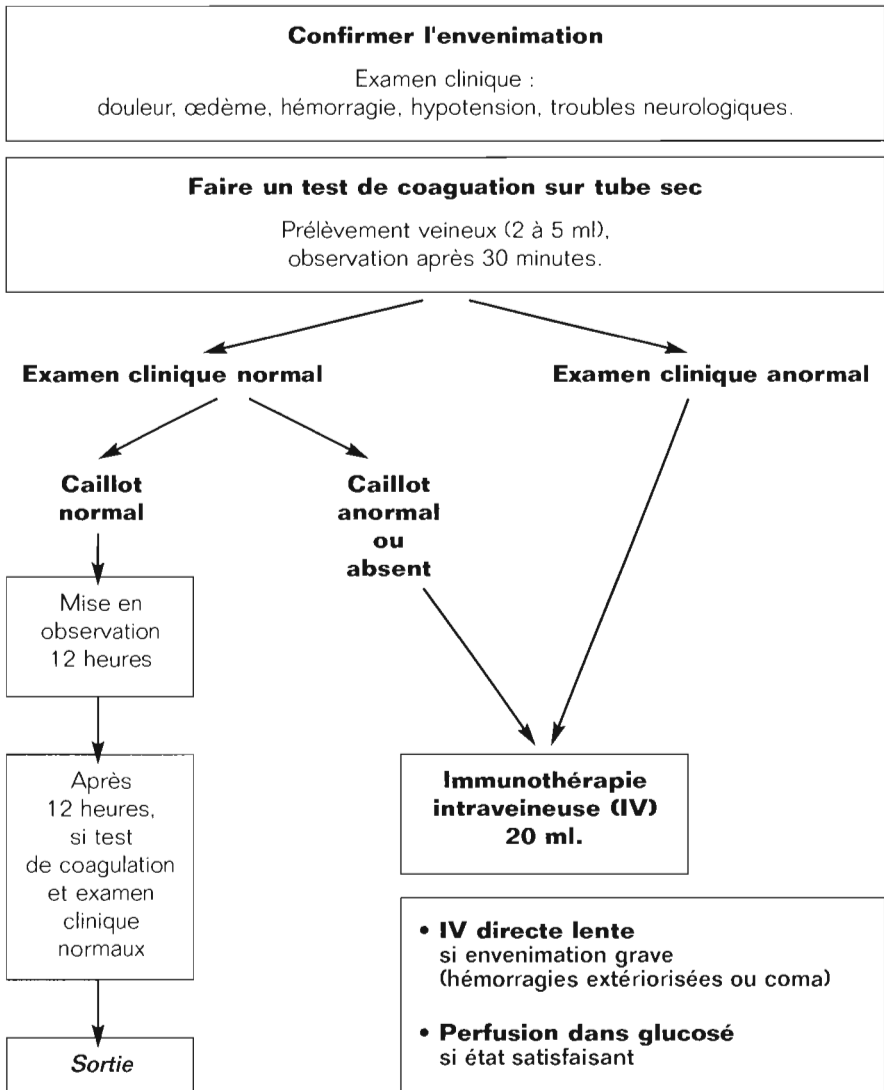 Confirmer l'envenimation
Examen clinique :
douleur, œdème, hémorragie, hypotension, troubles neurologiques.
Faire un test de coaguation sur tube sec
Prélèvement veineux (2 à 5 ml),
observation après 30 minutes.
Examen clinique normal
Examen clinique anormal
Caillot
normal
Caillot
anormal
ou
absent
Mise en
observation
12 heures
Après
12 heures,
si test
de coagulation
et examen
clinique
normaux
Sortie
Immunothérapie
intraveineuse (IV)
20 ml.
• IV directe lente
si envenimation grave
(hémorragies extériorisées ou coma)
• Perfusion dans glucosé
si état satisfaisant